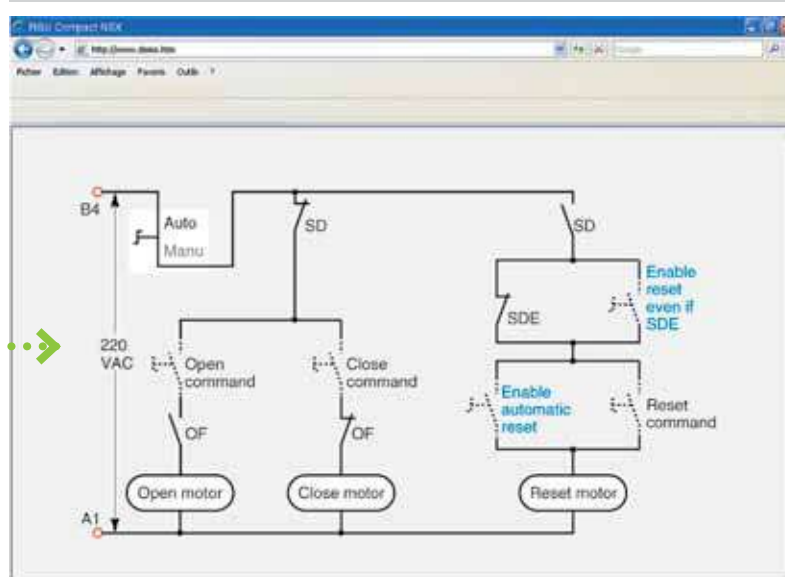 Compact NSX
Fichier Edition Affichage Favoris Outils ?
B4
Auto
Manu
SD
SD
Enable
reset
even if
SDE
SDE
220
VAC
Open
command
Close
command
Enable
automatic
reset
Reset
command
OF
OF
Open motor
Close motor
Reset motor
A1